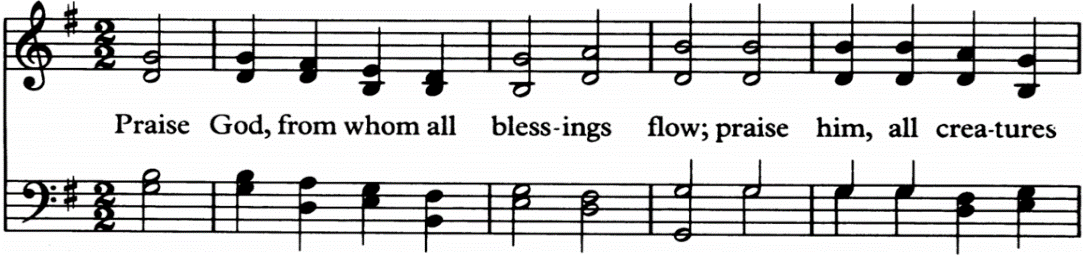 Praise God, from whom all bless-ings flow; praise him, all crea-tures